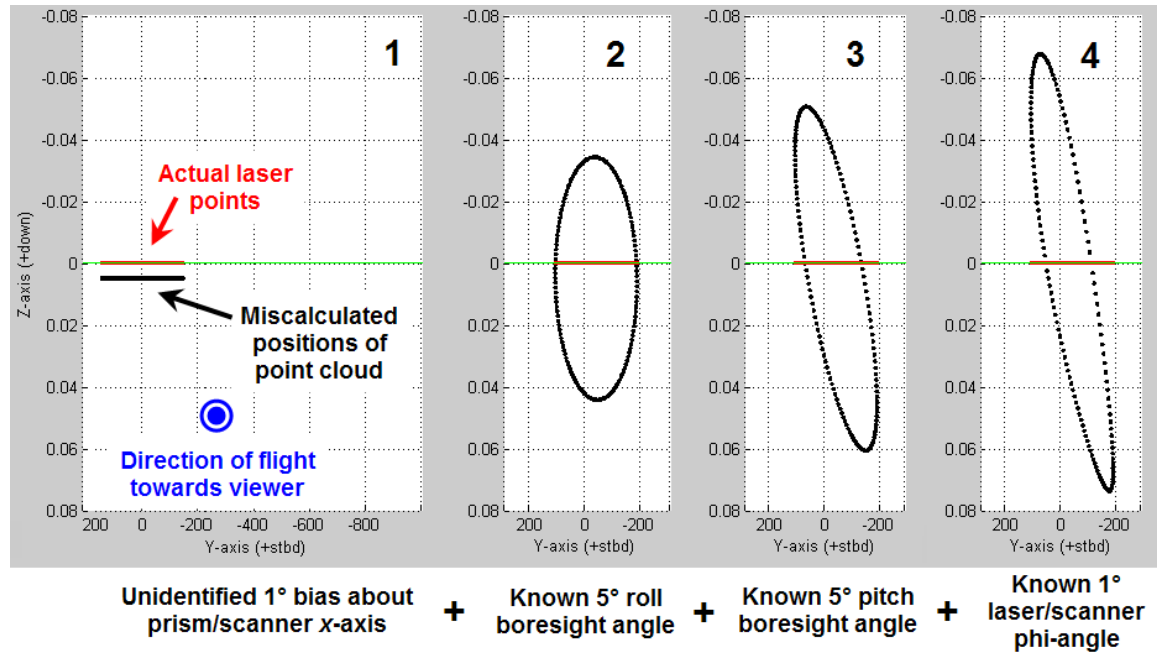 -0.08
-0.06
-0.04
-0.02
0
0.02
0.04
0.06
0.08
Z-axis (+down)
1
Actual laser
points
Miscalculated
positions of
point cloud
Direction of flight
towards viewer
200 0 -200 -400 -600 -800
Y-axis (+stbd)
-0.08
-0.06
-0.04
-0.02
0
0.02
0.04
0.06
0.08
2
200 0 -200
Y-axis (+stbd)
-0.08
-0.06
-0.04
-0.02
0
0.02
0.04
0.06
0.08
3
200 0 -200
Y-axis (+stbd)
-0.08
-0.06
-0.04
-0.02
0
0.02
0.04
0.06
0.08
4
200 0 -200
Y-axis (+stbd)
Unidentified 1° bias about
prism/scanner x-axis
+
Known 5° roll
boresight angle
+
Known 5° pitch
boresight angle
+
Known 1°
laser/scanner
phi-angle